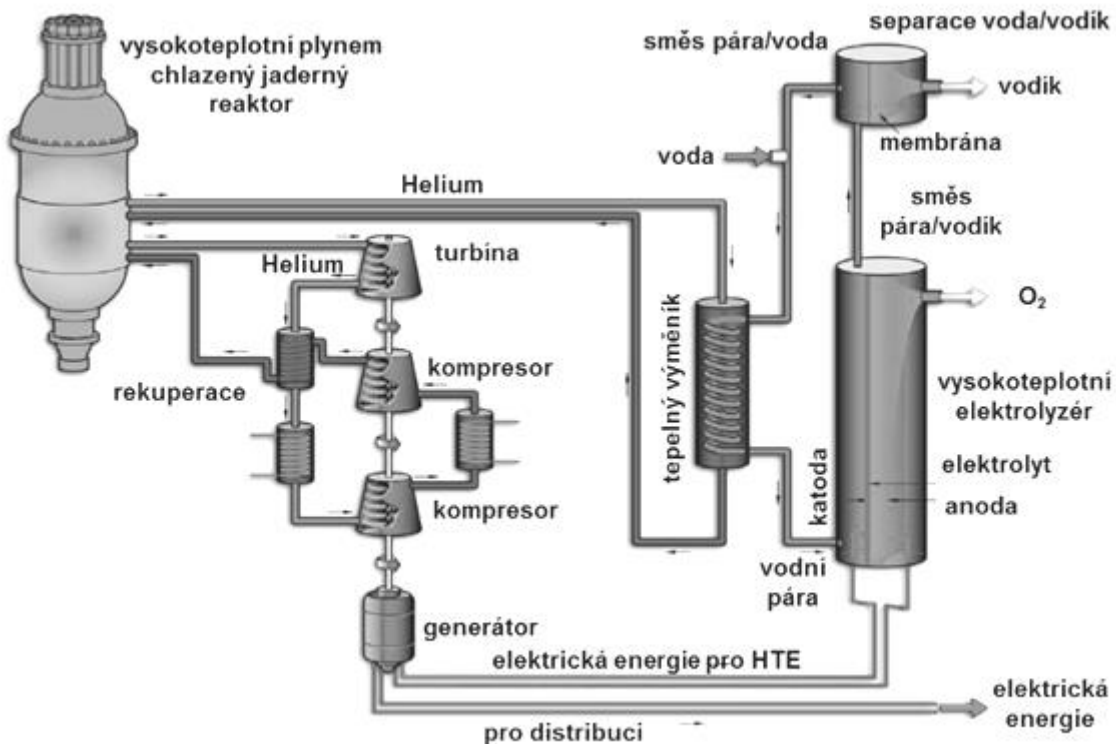 vysokoteplotní plynem
chlazený jaderný
reaktor
separace voda/vodík
směs pára/voda
vodík
membrána
voda
Helium
směs
pára/vodík
turbína
Helium
O₂
kompresor
rekuperace
tepelný výměník
vysokoteplotní
elektrolyzér
elektrolyt
katoda
anoda
kompresor
vodní
pára
generátor
elektrická energie pro HTE
elektrická
energie
pro distribuci